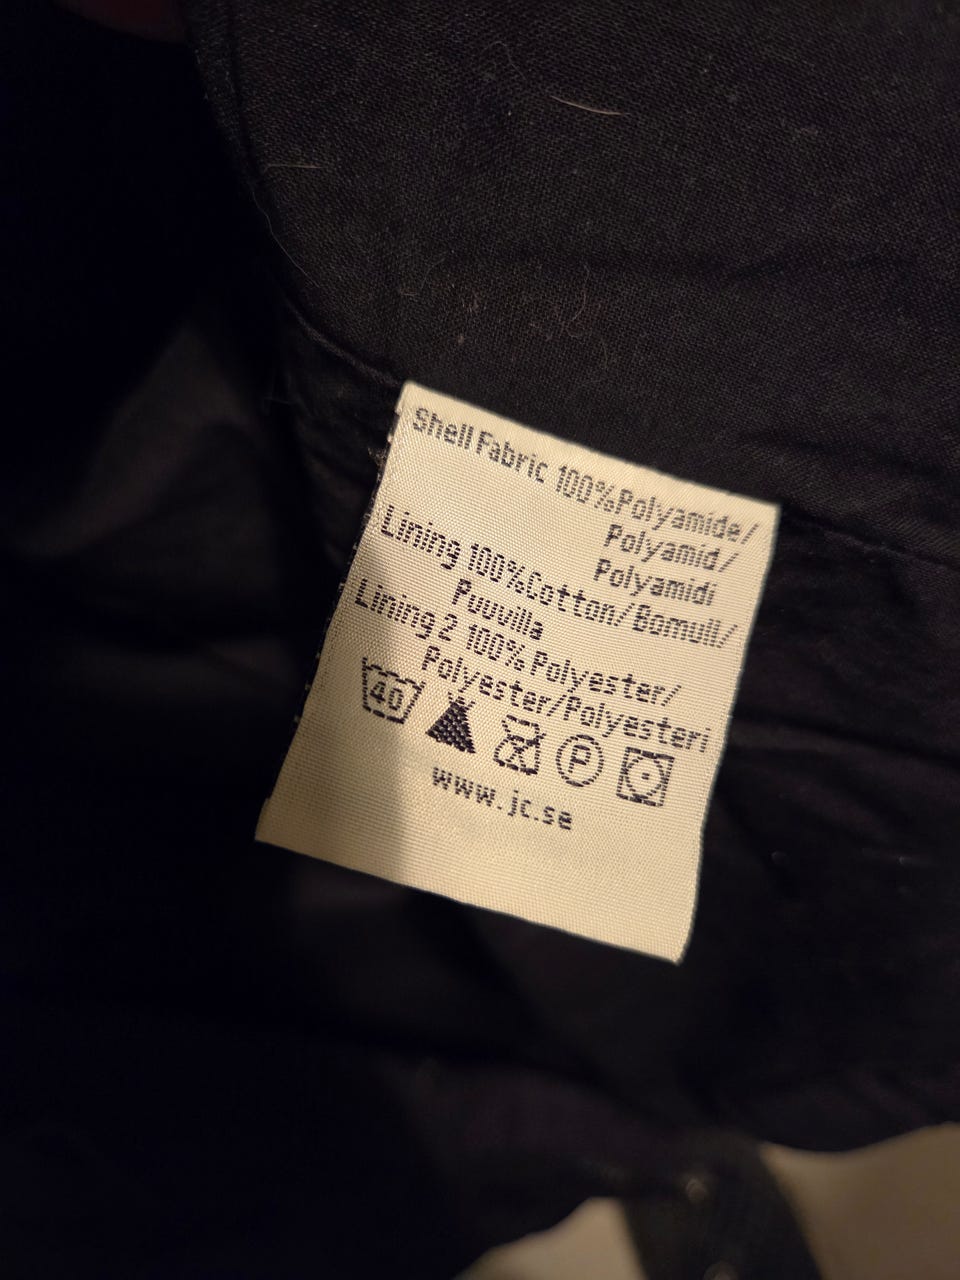 Shell Fabric 100%Polyamide/
Polyamid/
Polyamidi
Lining 100%Cotton/Bomull/
Puuvilla
Lining 2 100%Polyester/
Polyester/Polyesteri
40 P
www.jc.se